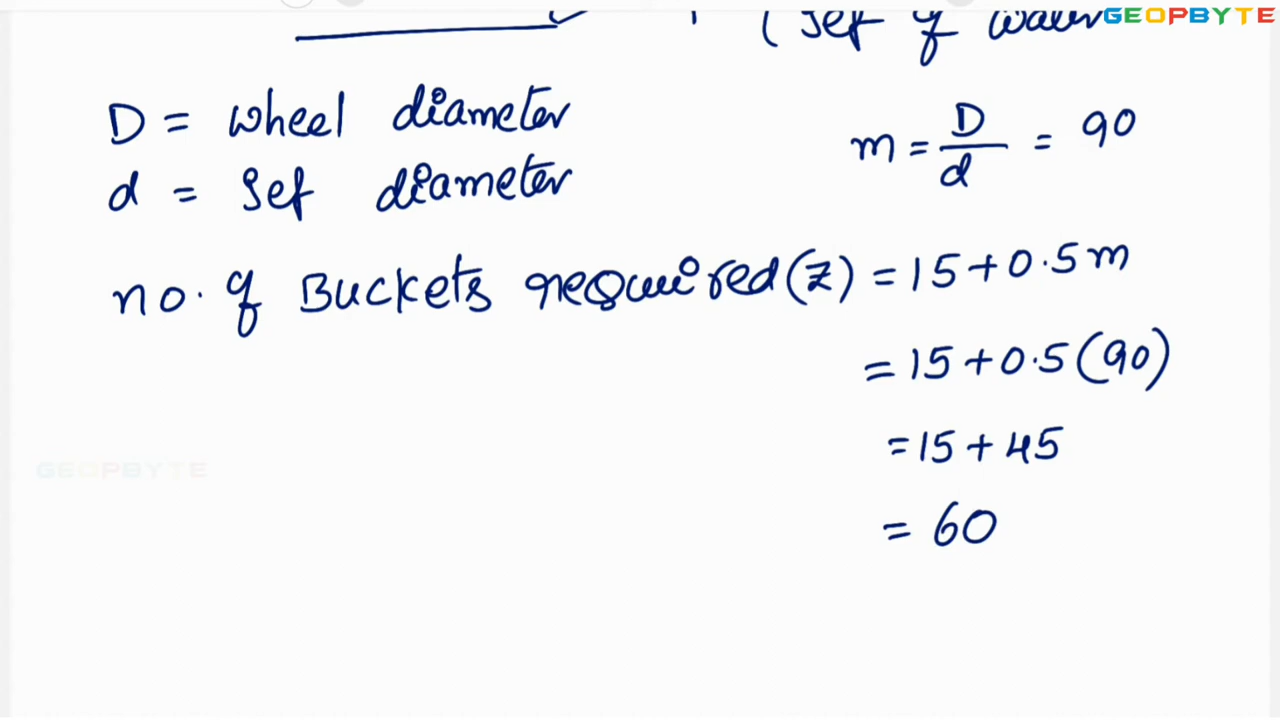 ( Jet of water
GEOPBYTE
D = wheel diameter
m = D/d = 90
d = Jet diameter
no. of Buckets required (z) = 15 + 0.5 m
= 15 + 0.5 (90)
= 15 + 45
GEOPBYTE
= 60